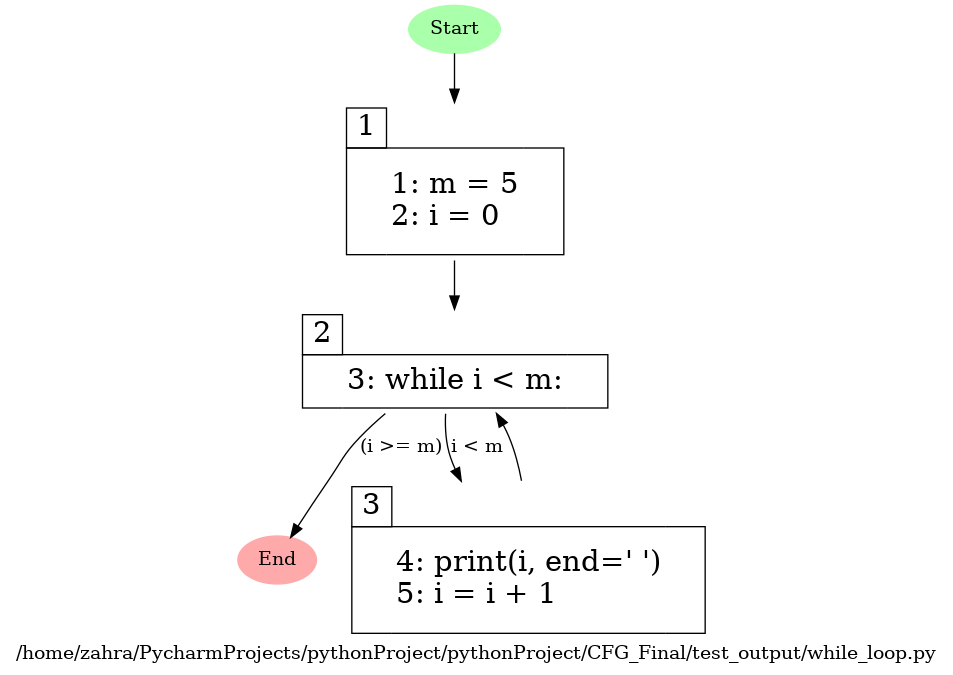 Start
1
1: m = 5
2: i = 0
2
3: while i < m:
(i >= m)
i < m
3
4: print(i, end=' ')
5: i = i + 1
End
/home/zahra/PycharmProjects/pythonProject/pythonProject/CFG_Final/test_output/while_loop.py